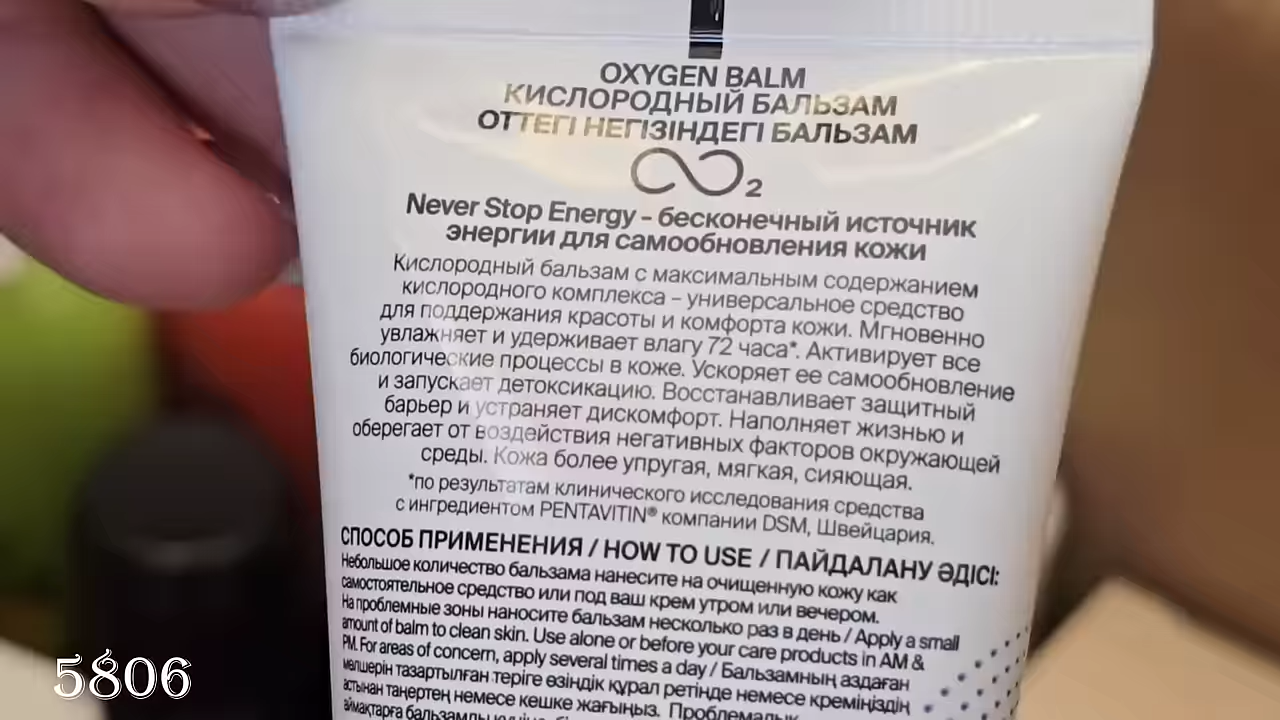 OXYGEN BALM
КИСЛОРОДНЫЙ БАЛЬЗАМ
ОТТЕГІ НЕГІЗІНДЕГІ БАЛЬЗАМ
2
Never Stop Energy – бесконечный источник
энергии для самообновления кожи
Кислородный бальзам с максимальным содержанием
кислородного комплекса – универсальное средство
для поддержания красоты и комфорта кожи. Мгновенно
увлажняет и удерживает влагу 72 часа*. Активирует все
биологические процессы в коже. Ускоряет ее самообновление
и запускает детоксикацию. Восстанавливает защитный
барьер и устраняет дискомфорт. Наполняет жизнью и
оберегает от воздействия негативных факторов окружающей
среды. Кожа более упругая, мягкая, сияющая.
*по результатам клинического исследования средства
с ингредиентом PENTAVITIN® компании DSM, Швейцария.
СПОСОБ ПРИМЕНЕНИЯ / HOW TO USE / ПАЙДАЛАНУ ӘДІСІ:
Небольшое количество бальзама нанесите на очищенную кожу как
самостоятельное средство или под ваш крем утром или вечером.
На проблемные зоны наносите бальзам несколько раз в день / Apply a small
amount of balm to clean skin. Use alone or before your care products in AM &
PM. For areas of concern, apply several times a day / Бальзамның аздаған
мөлшерін тазартылған теріге өзіндік құрал ретінде немесе креміңіздің
астынан таңертең немесе кешке жағыңыз. Проблемалық
аймақтарға бальзамды
5806